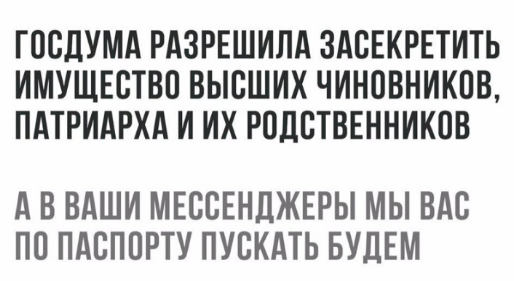 ГОСДУМА РАЗРЕШИЛА ЗАСЕКРЕТИТЬ
ИМУЩЕСТВО ВЫСШИХ ЧИНОВНИКОВ,
ПАТРИАРХА И ИХ РОДСТВЕННИКОВ
А В ВАШИ МЕССЕНДЖЕРЫ МЫ ВАС
ПО ПАСПОРТУ ПУСКАТЬ БУДЕМ